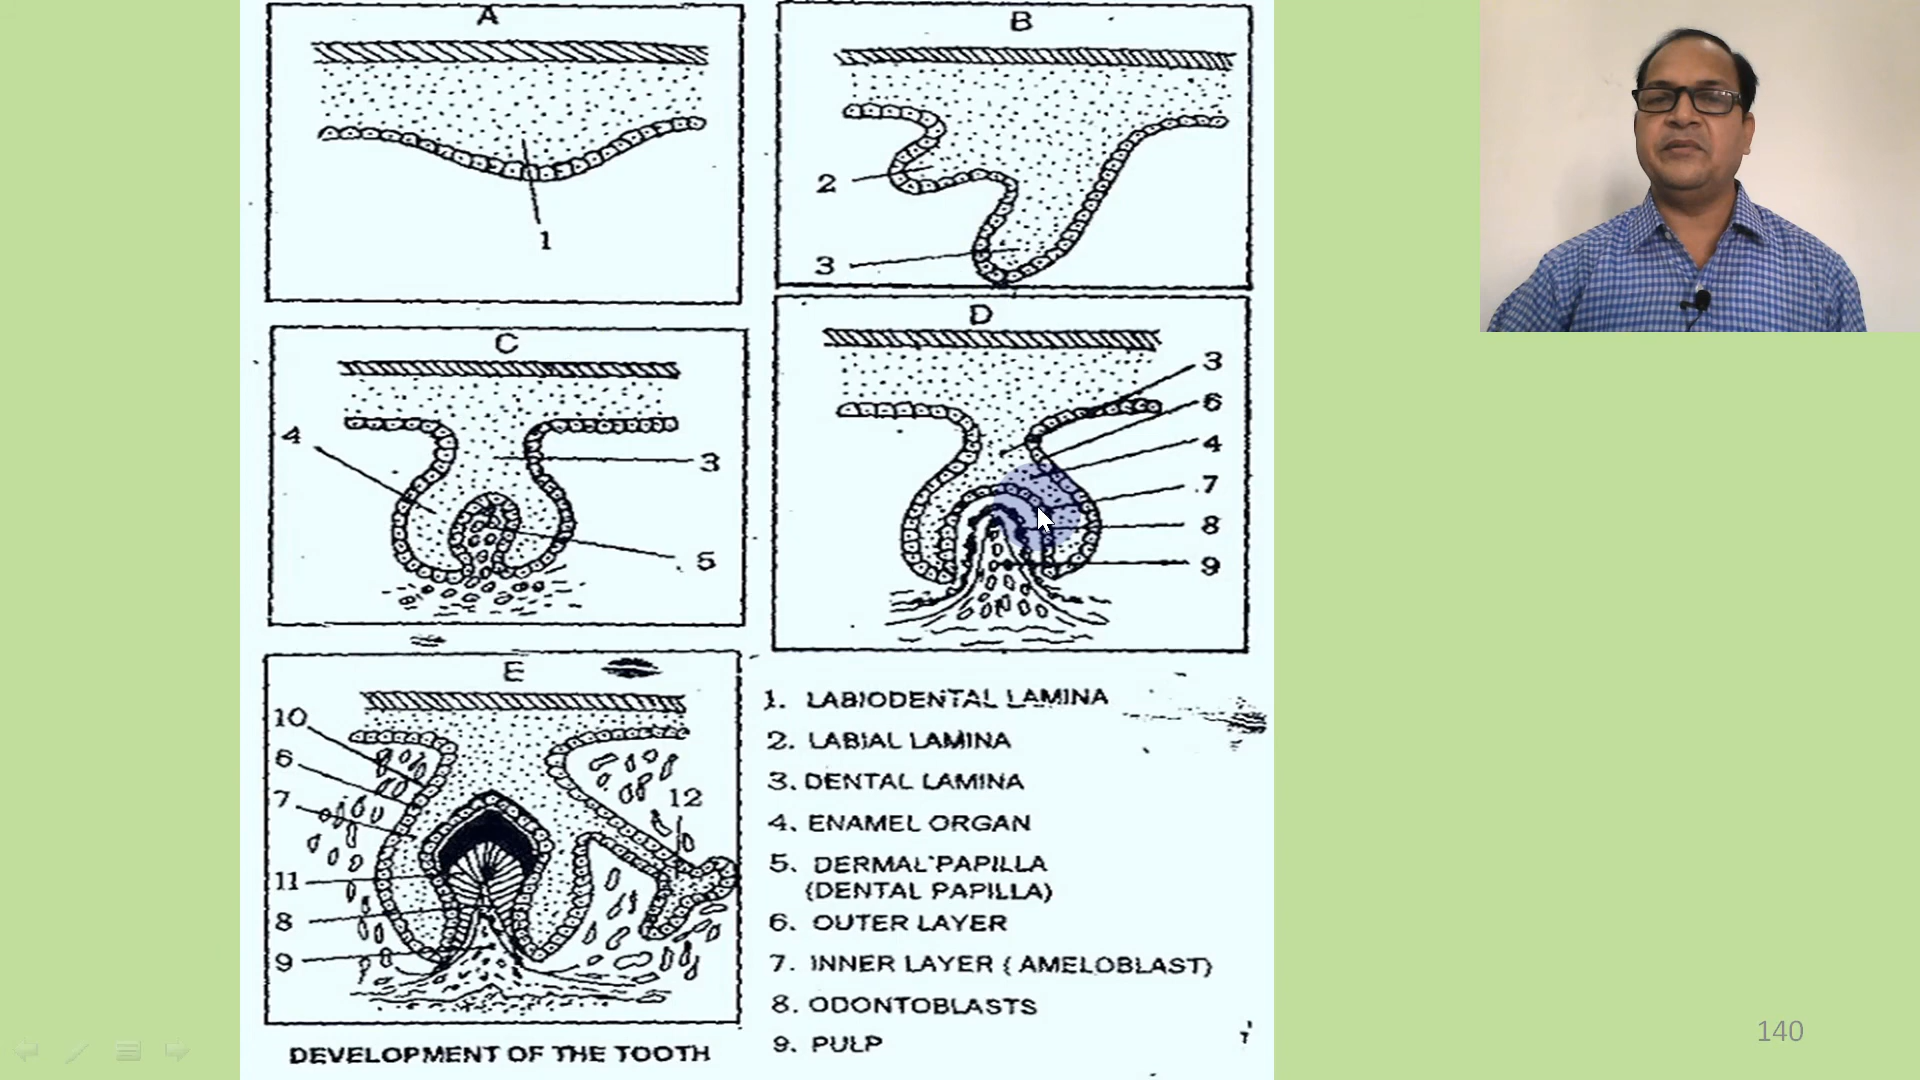 A
1
B
2
3
C
4
3
5
D
3
6
4
7
8
9
E
10
6
7
11
8
9
12
1. LABIODENTAL LAMINA
2. LABIAL LAMINA
3. DENTAL LAMINA
4. ENAMEL ORGAN
5. DERMAL PAPILLA
(DENTAL PAPILLA)
6. OUTER LAYER
7. INNER LAYER ( AMELOBLAST)
8. ODONTOBLASTS
9. PULP
DEVELOPMENT OF THE TOOTH
140